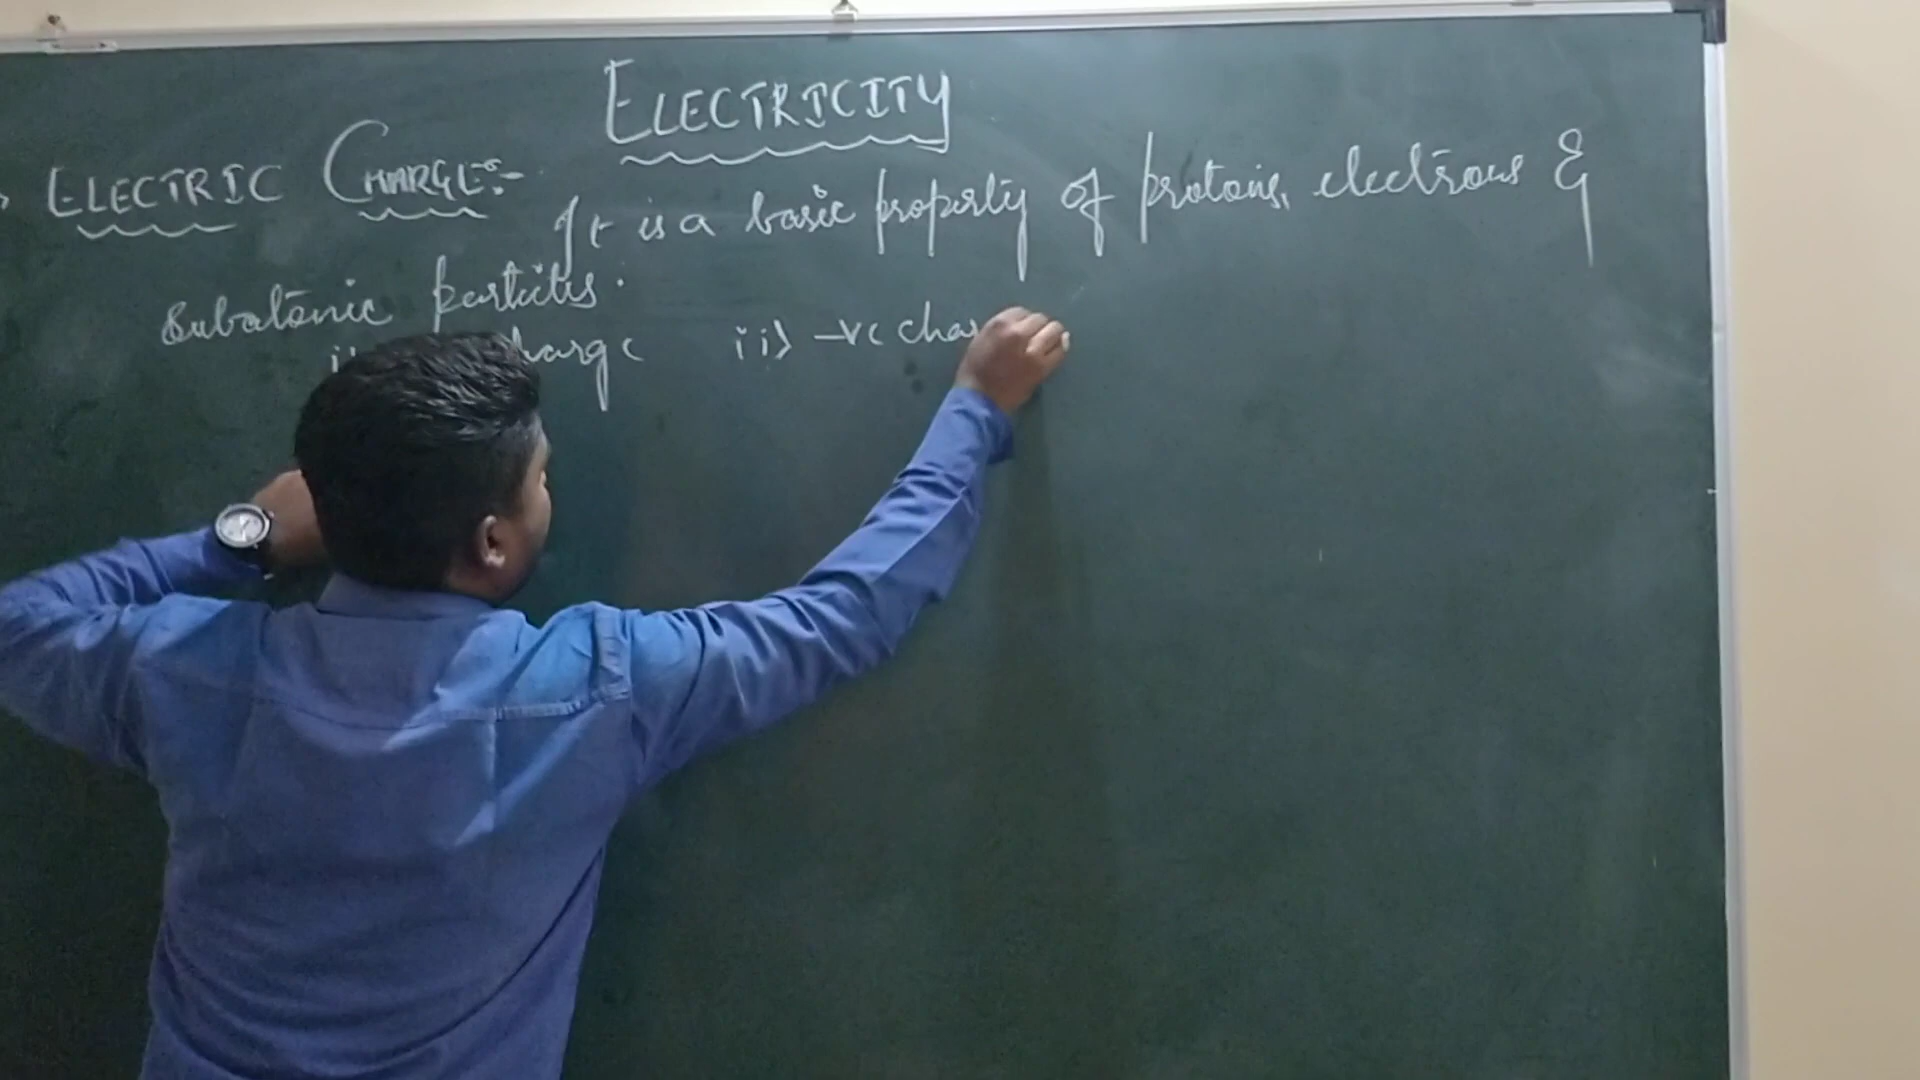 ELECTRICITY
ELECTRIC CHARGE:- It is a basic property of protons, electrons &
Subatomic particles.
i) charge ii) -ve char